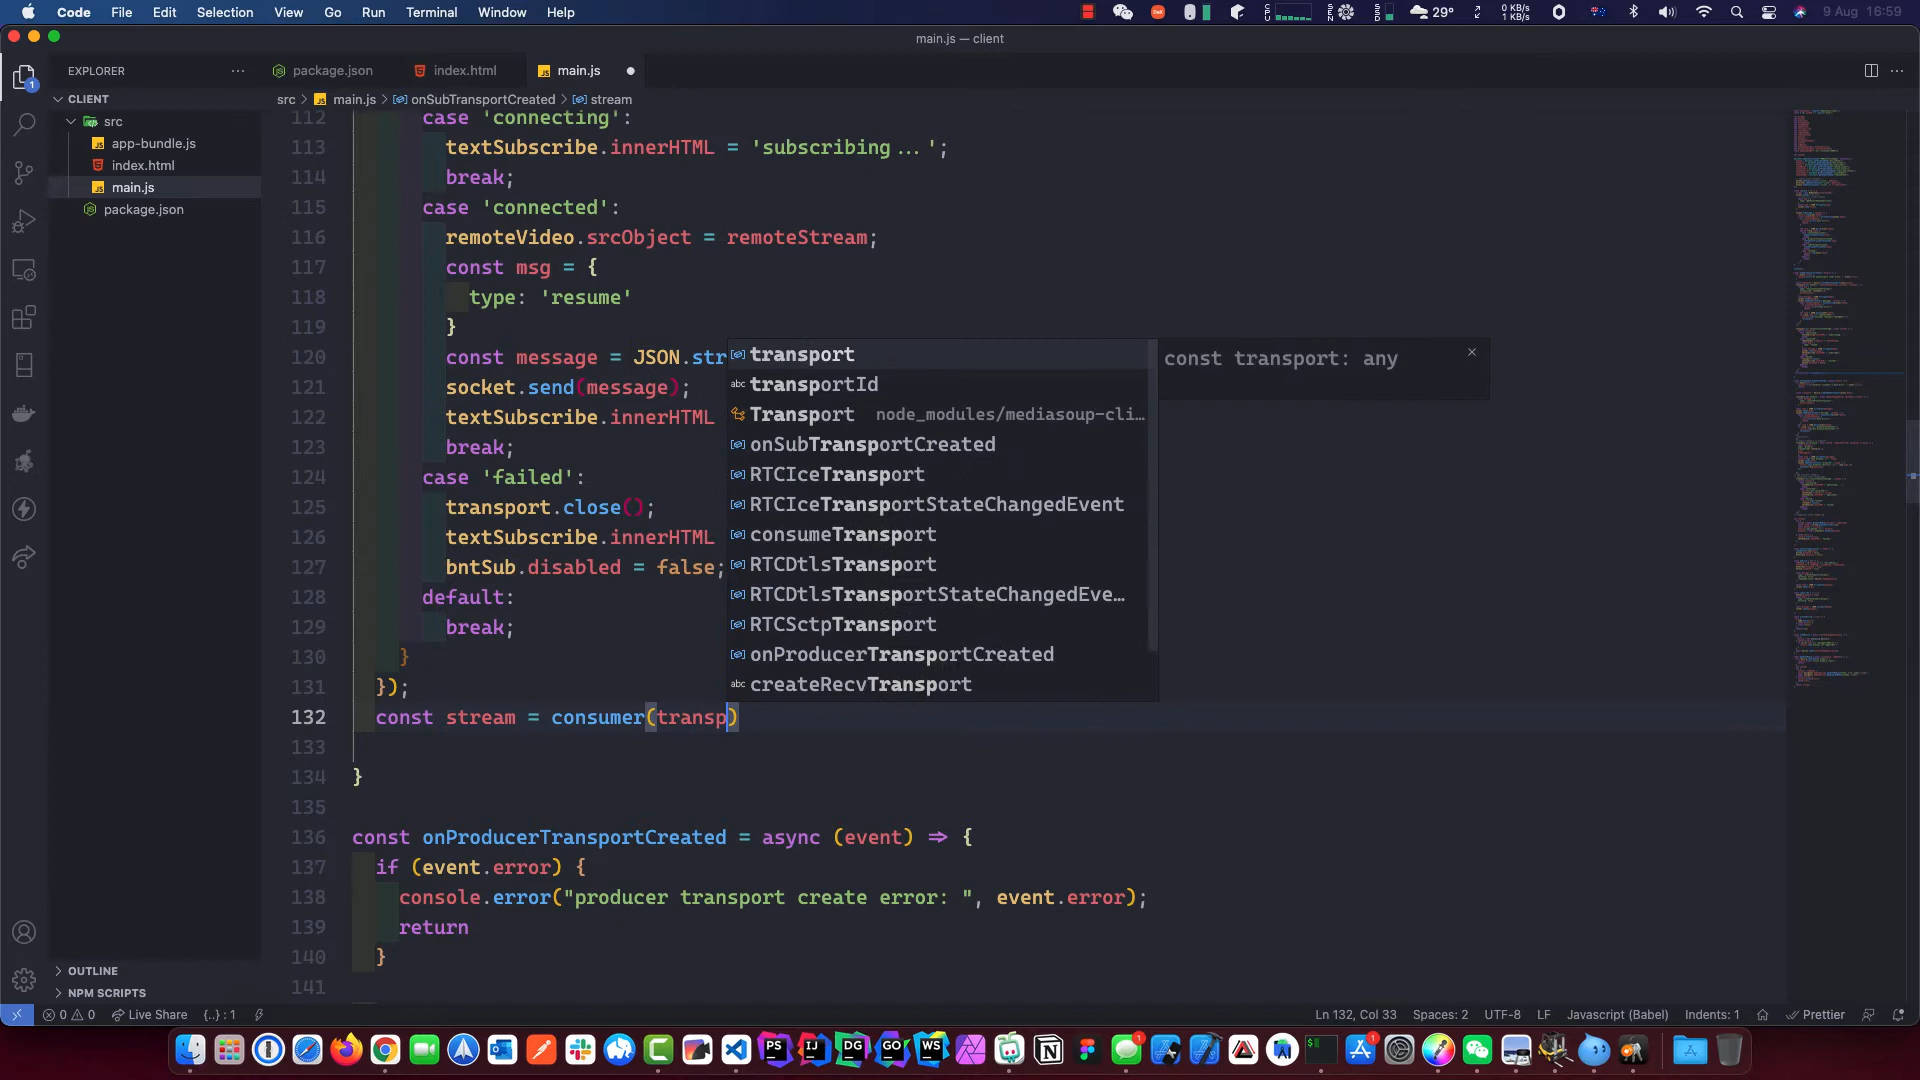 Code File Edit Selection View Go Run Terminal Window Help 29° 0 KB/s 1 KB/s 9 Aug 16:59
main.js — client
EXPLORER ... package.json index.html main.js
src > main.js > onSubTransportCreated > stream
CLIENT
src
app-bundle.js
index.html
main.js
package.json
OUTLINE
NPM SCRIPTS
112 case 'connecting':
113 textSubscribe.innerHTML = 'subscribing...';
114 break;
115 case 'connected':
116 remoteVideo.srcObject = remoteStream;
117 const msg = {
118 type: 'resume'
119 }
120 const message = JSON.str
121 socket.send(message);
122 textSubscribe.innerHTML
123 break;
124 case 'failed':
125 transport.close();
126 textSubscribe.innerHTML
127 bntSub.disabled = false;
128 default:
129 break;
130 }
131 });
132 const stream = consumer(transp)
133
134 }
135
136 const onProducerTransportCreated = async (event) => {
137 if (event.error) {
138 console.error("producer transport create error: ", event.error);
139 return
140 }
141
transport
transportId
Transport node_modules/mediasoup-cli…
onSubTransportCreated
RTCIceTransport
RTCIceTransportStateChangedEvent
consumeTransport
RTCDtlsTransport
RTCDtlsTransportStateChangedEve…
RTCSctpTransport
onProducerTransportCreated
createRecvTransport
const transport: any
0 0 Live Share {..} : 1 Ln 132, Col 33 Spaces: 2 UTF-8 LF Javascript (Babel) Indents: 1 Prettier